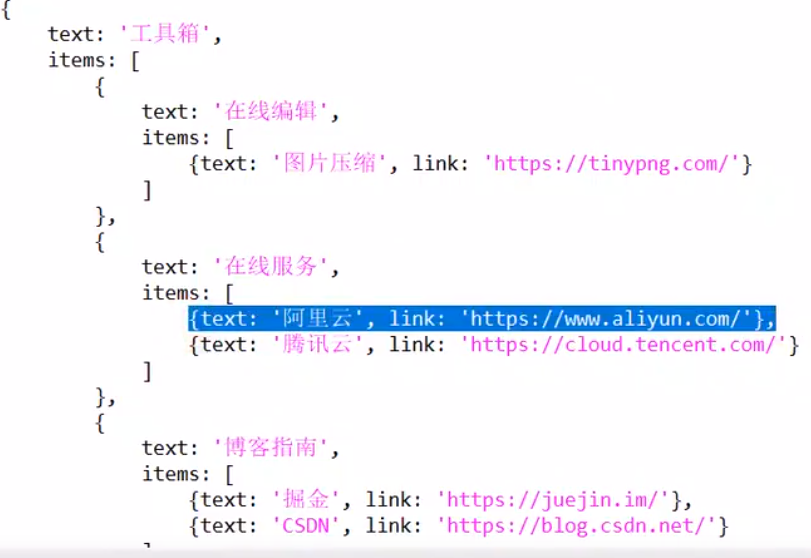 {
text: '工具箱',
items: [
{
text: '在线编辑',
items: [
{text: '图片压缩', link: 'https://tinypng.com/'}
]
},
{
text: '在线服务',
items: [
{text: '阿里云', link: 'https://www.aliyun.com/'},
{text: '腾讯云', link: 'https://cloud.tencent.com/'}
]
},
{
text: '博客指南',
items: [
{text: '掘金', link: 'https://juejin.im/'},
{text: 'CSDN', link: 'https://blog.csdn.net/'}
]